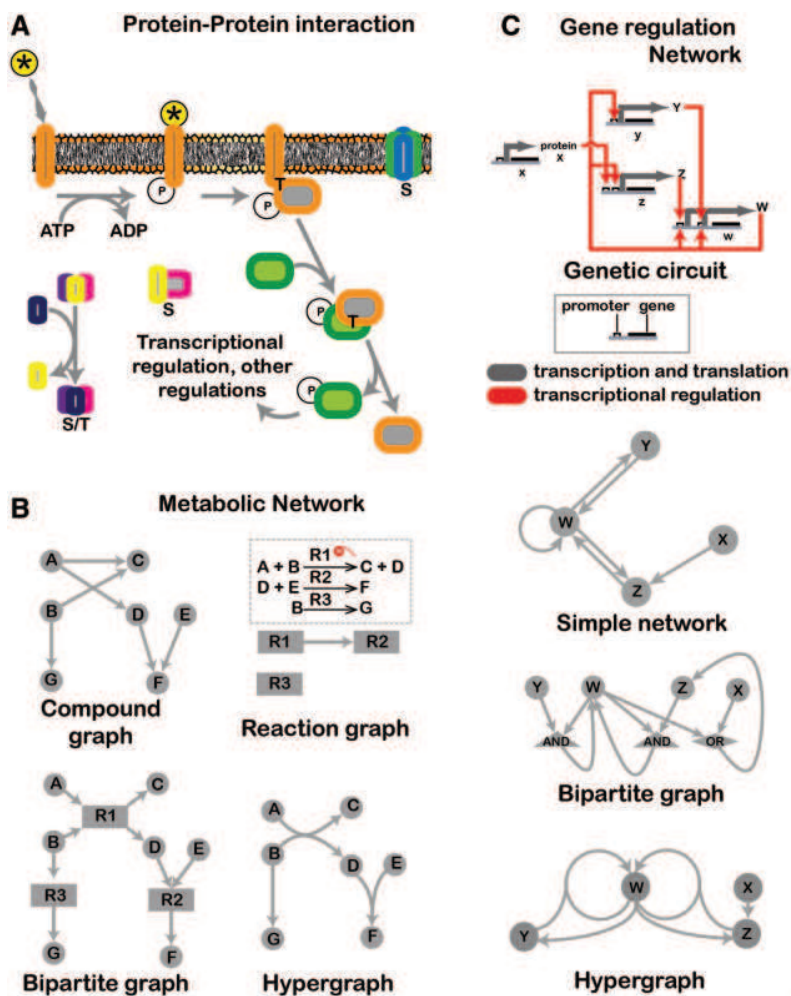 A Protein-Protein interaction
*
*
P
T
P
S
ATP ADP
S
P
T
Transcriptional
regulation, other
regulations
P
S/T
B Metabolic Network
A C
B D E
G F
Compound
graph
R1
A + B C + D
R2
D + E F
R3
B G
R1 R2
R3
Reaction graph
A C
R1
B D E
R3 R2
G F
Bipartite graph
A C
B D E
G F
Hypergraph
C Gene regulation
Network
Y
y
protein
x x
Z
z
W
w
Genetic circuit
promoter gene
transcription and translation
transcriptional regulation
Y
W
X
Z
Simple network
Y W Z X
AND AND OR
Bipartite graph
W X
Y Z
Hypergraph